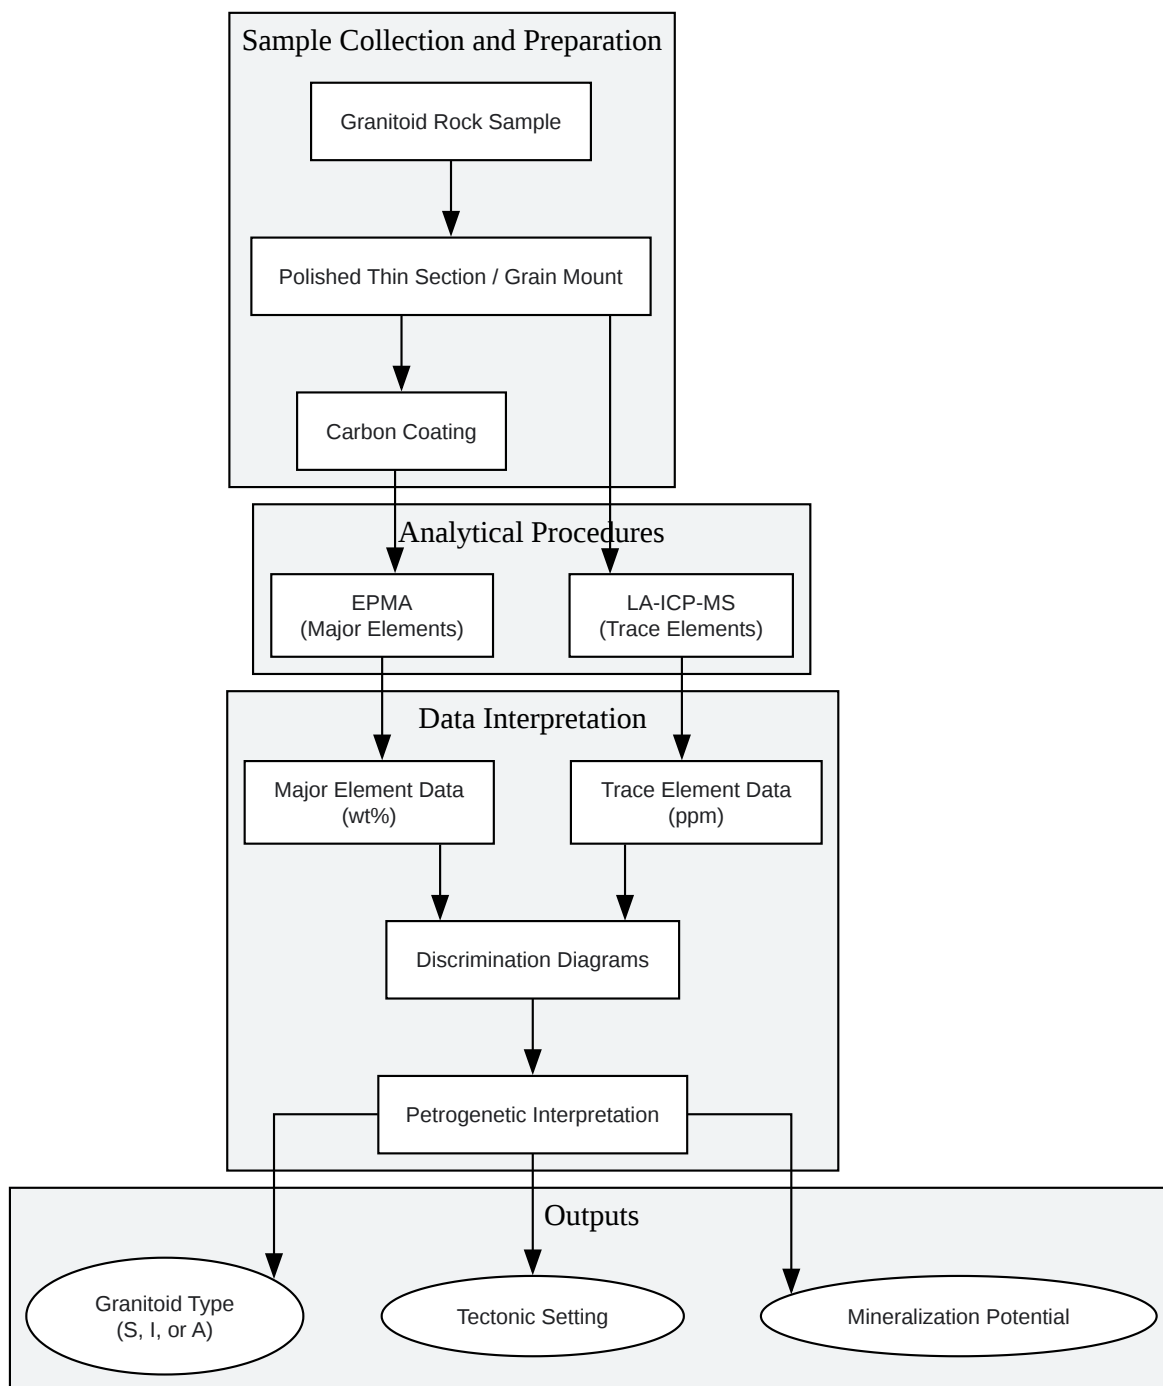 Sample Collection and Preparation
Granitoid Rock Sample
Polished Thin Section / Grain Mount
Carbon Coating
Analytical Procedures
EPMA
(Major Elements)
LA-ICP-MS
(Trace Elements)
Data Interpretation
Major Element Data
(wt%)
Trace Element Data
(ppm)
Discrimination Diagrams
Petrogenetic Interpretation
Outputs
Granitoid Type
(S, I, or A)
Tectonic Setting
Mineralization Potential